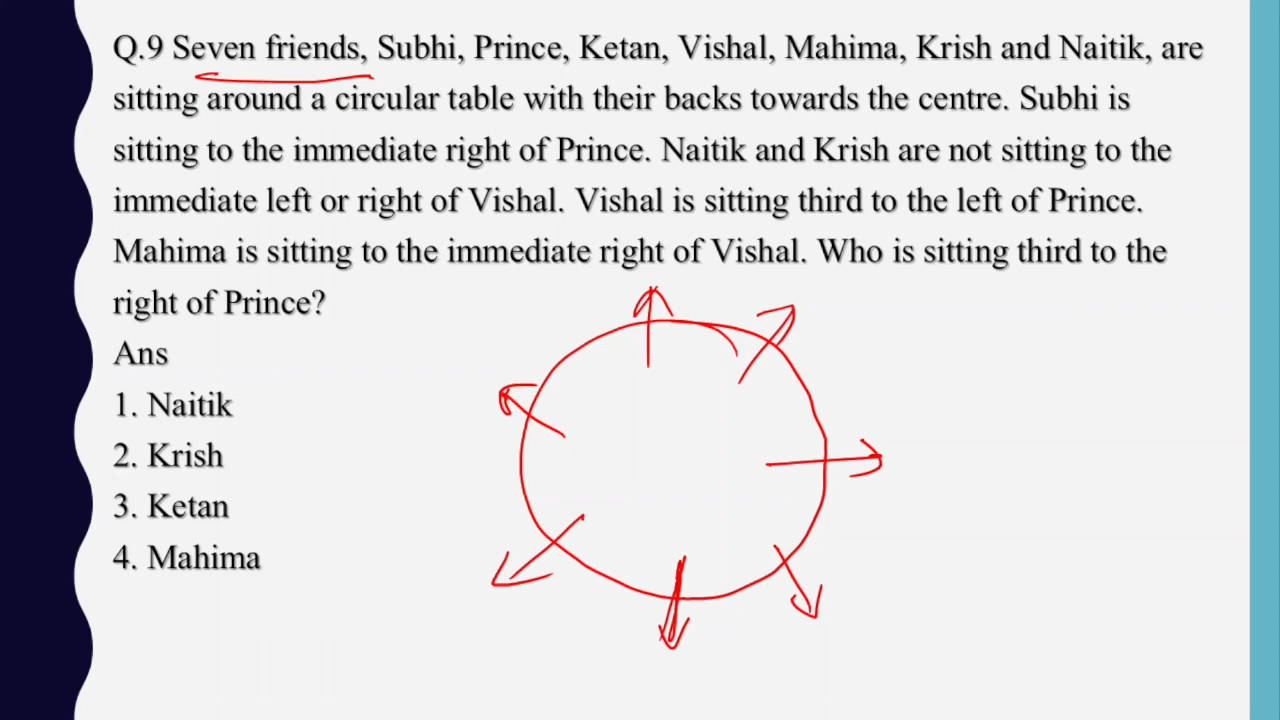 Q.9 Seven friends, Subhi, Prince, Ketan, Vishal, Mahima, Krish and Naitik, are
sitting around a circular table with their backs towards the centre. Subhi is
sitting to the immediate right of Prince. Naitik and Krish are not sitting to the
immediate left or right of Vishal. Vishal is sitting third to the left of Prince.
Mahima is sitting to the immediate right of Vishal. Who is sitting third to the
right of Prince?
Ans
1. Naitik
2. Krish
3. Ketan
4. Mahima